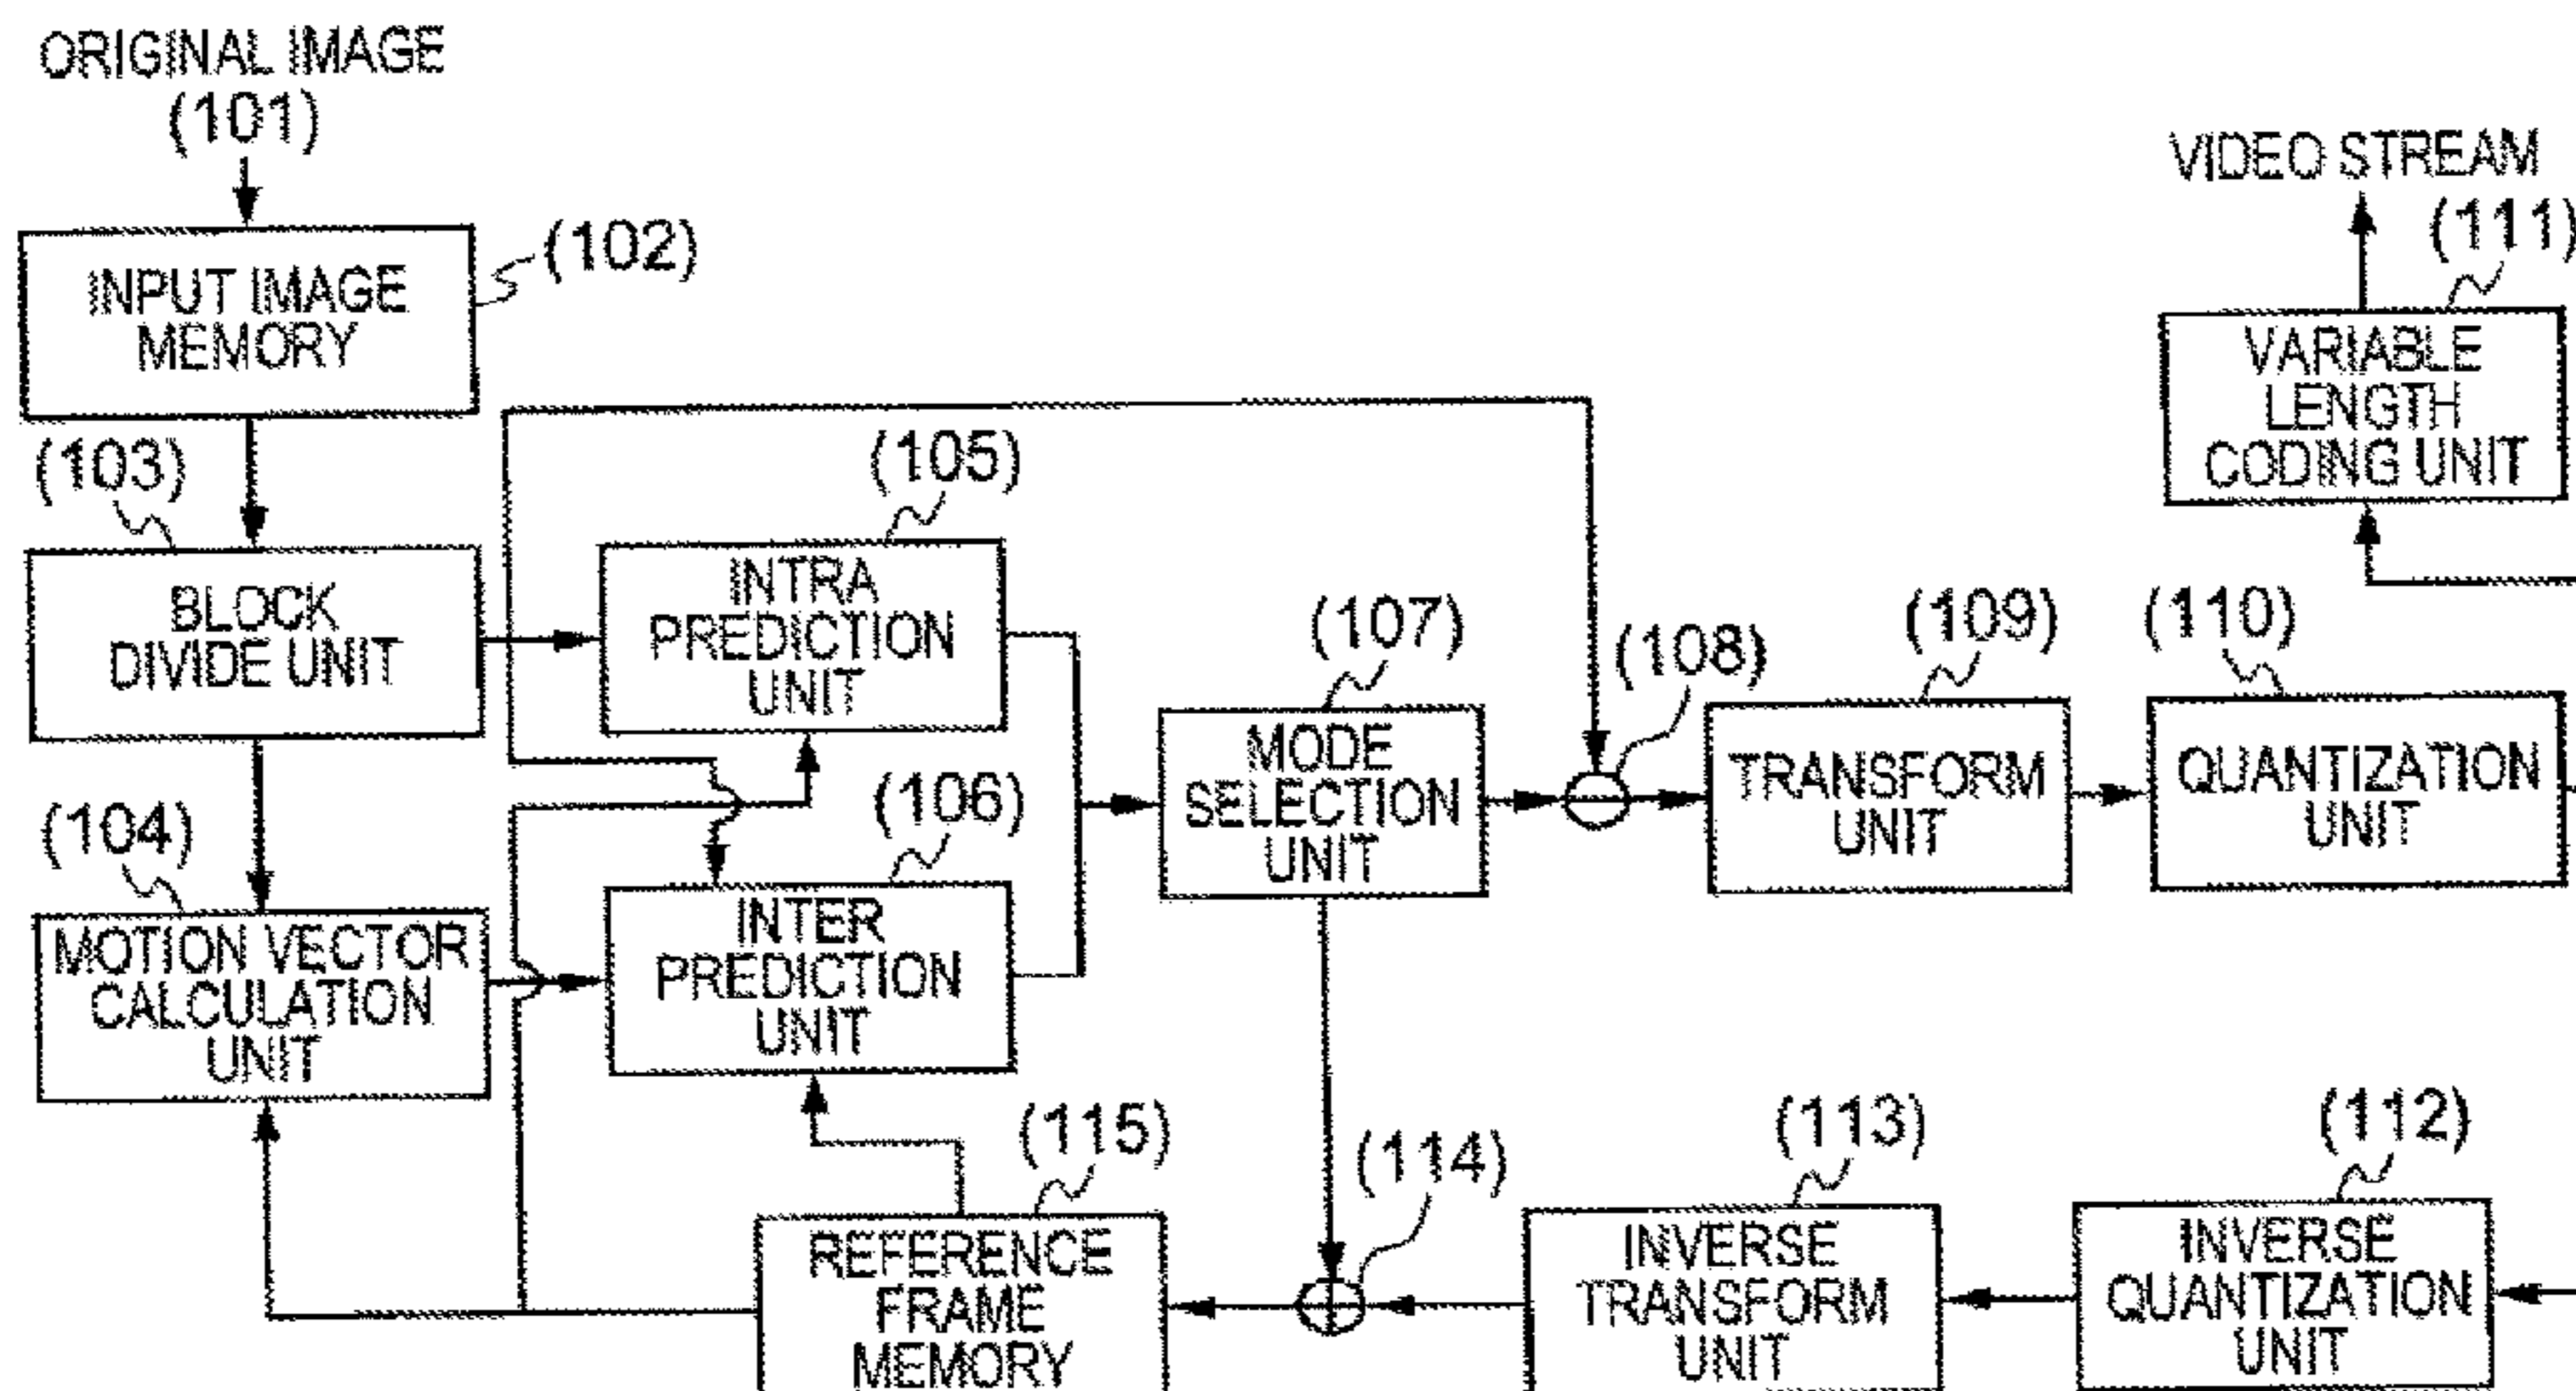 ORIGINAL IMAGE
(101)
VIDEO STREAM
(102)
(111)
INPUT IMAGE
MEMORY
VARIABLE
LENGTH
CODING UNIT
(103)
(105)
BLOCK
DIVIDE UNIT
INTRA
PREDICTION
UNIT
(107)
(108)
(109)
(110)
MODE
SELECTION
UNIT
TRANSFORM
UNIT
QUANTIZATION
UNIT
(104)
(106)
MOTION VECTOR
CALCULATION
UNIT
INTER
PREDICTION
UNIT
(115)
(114)
(113)
(112)
REFERENCE
FRAME
MEMORY
INVERSE
TRANSFORM
UNIT
INVERSE
QUANTIZATION
UNIT